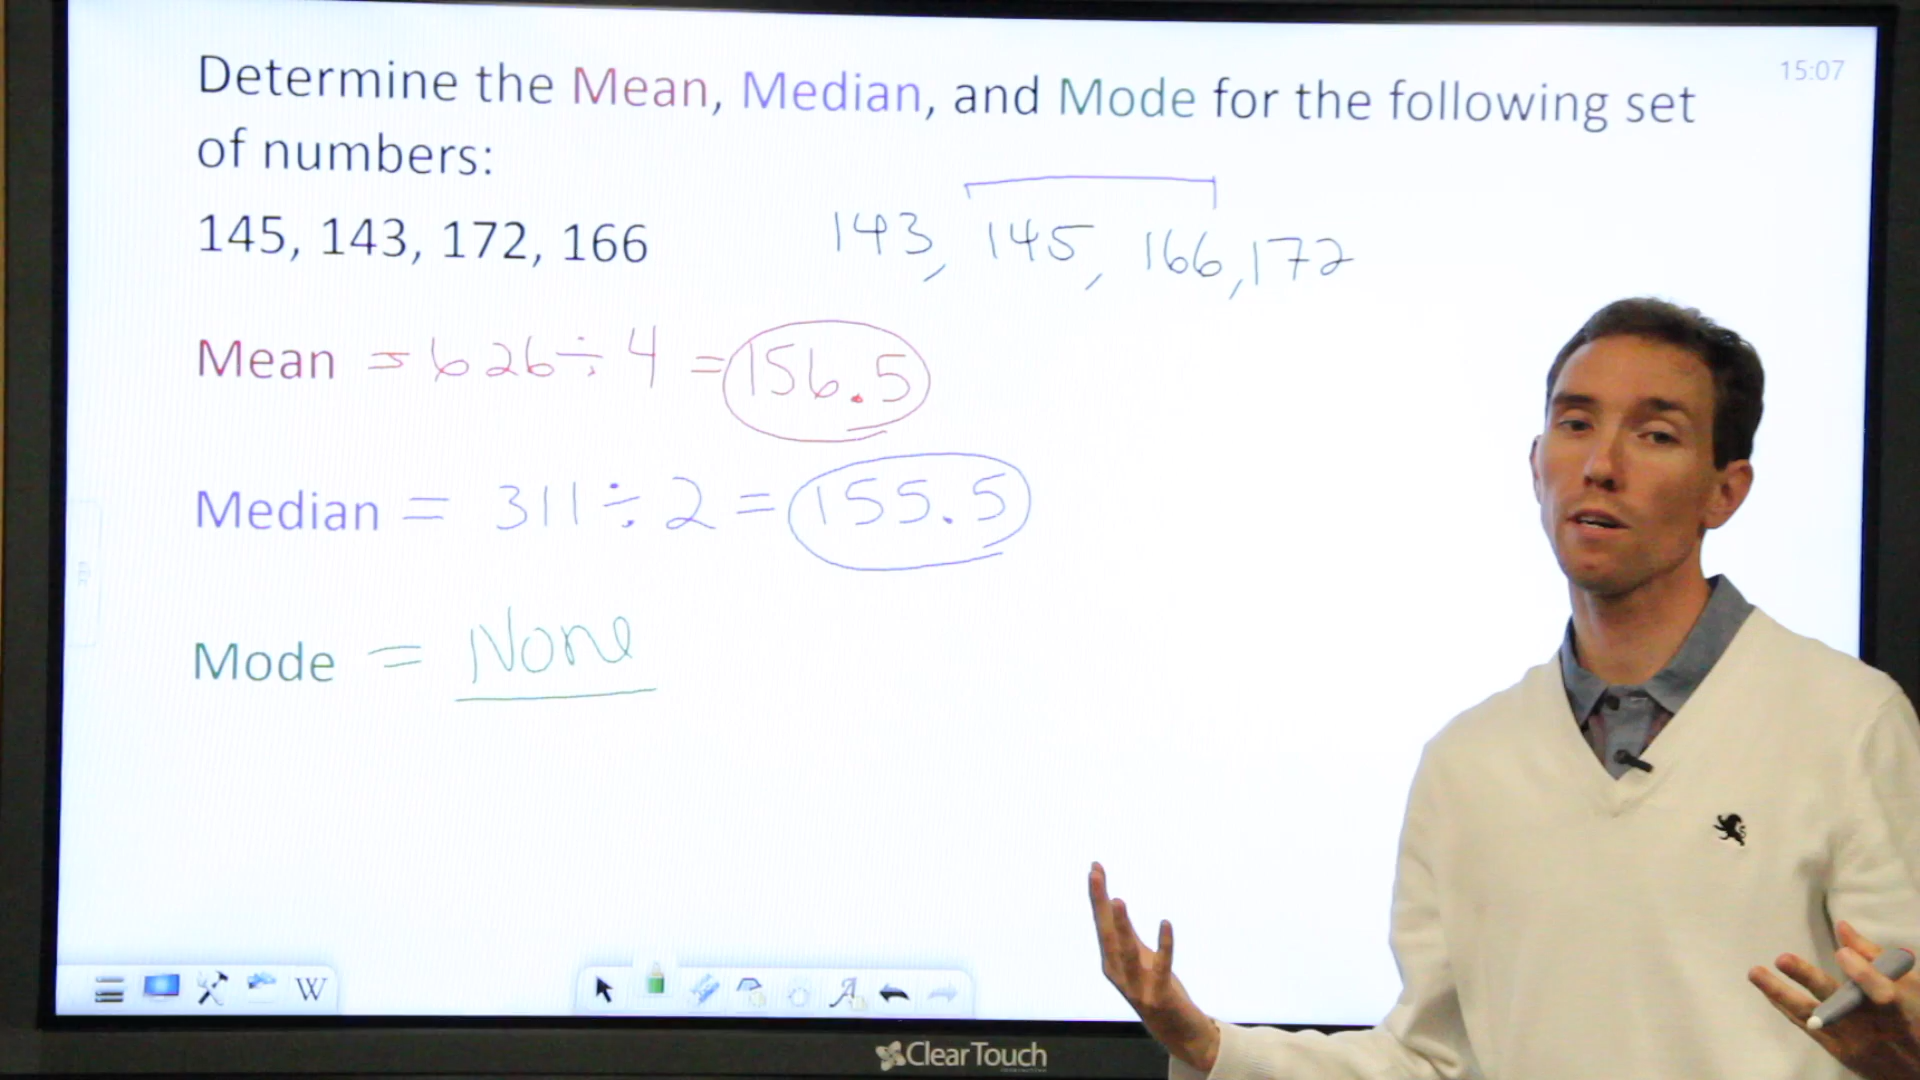 Determine the Mean, Median, and Mode for the following set
of numbers:
15:07
145, 143, 172, 166
143, 145, 166, 172
Mean = 626 ÷ 4 = 156.5
Median = 311 ÷ 2 = 155.5
Mode = None
W
A
ClearTouch